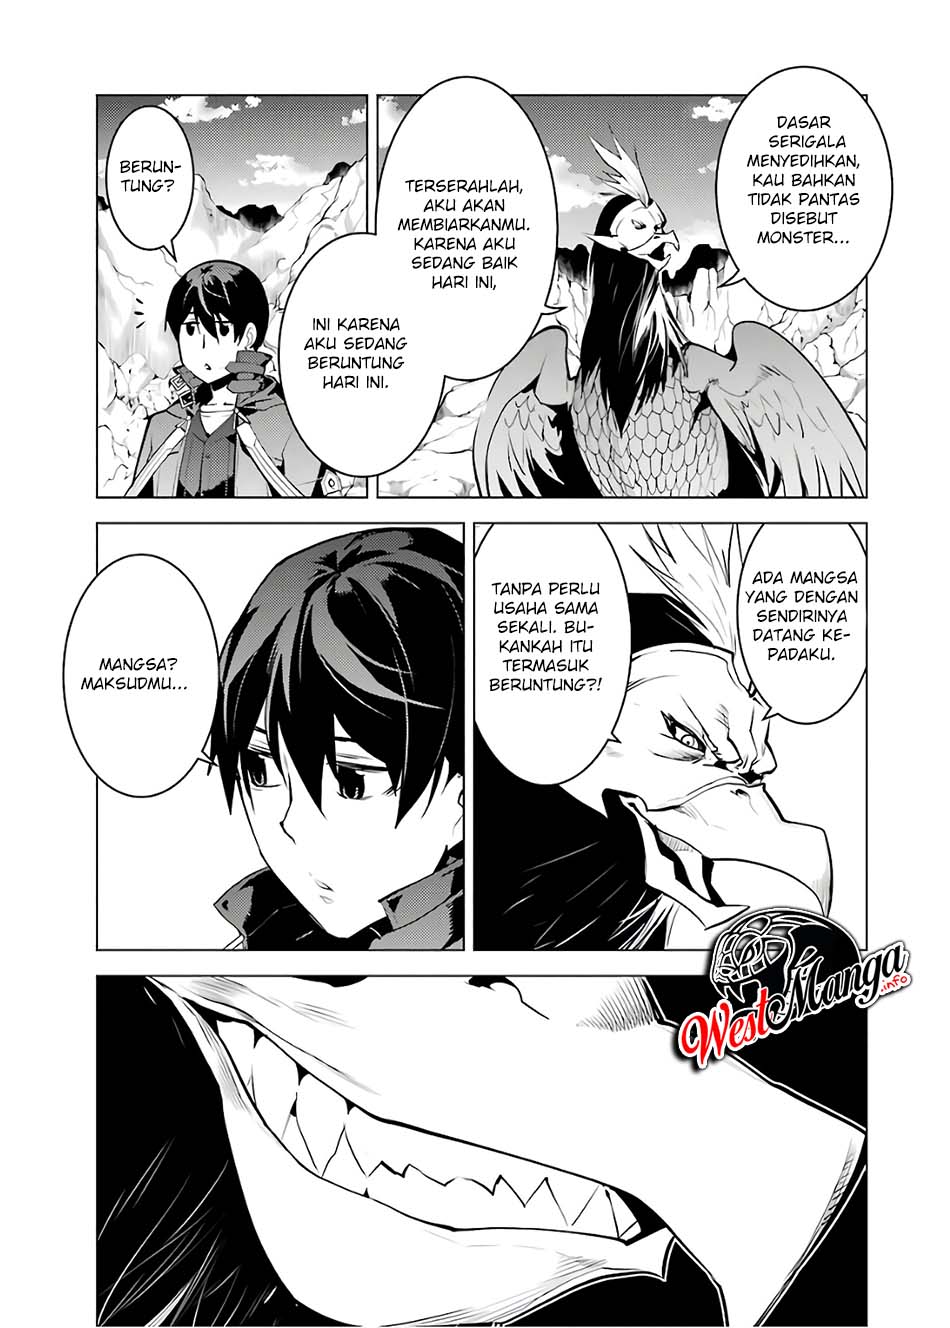 DASAR
SERIGALA
MENYEDIHKAN,
KAU BAHKAN
TIDAK PANTAS
DISEBUT
MONSTER...
TERSERAHLAH,
AKU AKAN
MEMBIARKANMU.
KARENA AKU
SEDANG BAIK
HARI INI,
INI KARENA
AKU SEDANG
BERUNTUNG
HARI INI.
BERUN-
TUNG?
ADA MANGSA
YANG DENGAN
SENDIRINYA
DATANG KE-
PADAKU.
TANPA PERLU
USAHA SAMA
SEKALI. BU-
KANKAH ITU
TERMASUK
BERUNTUNG?!
MANGSA?
MAKSUDMU...
WestManga.info